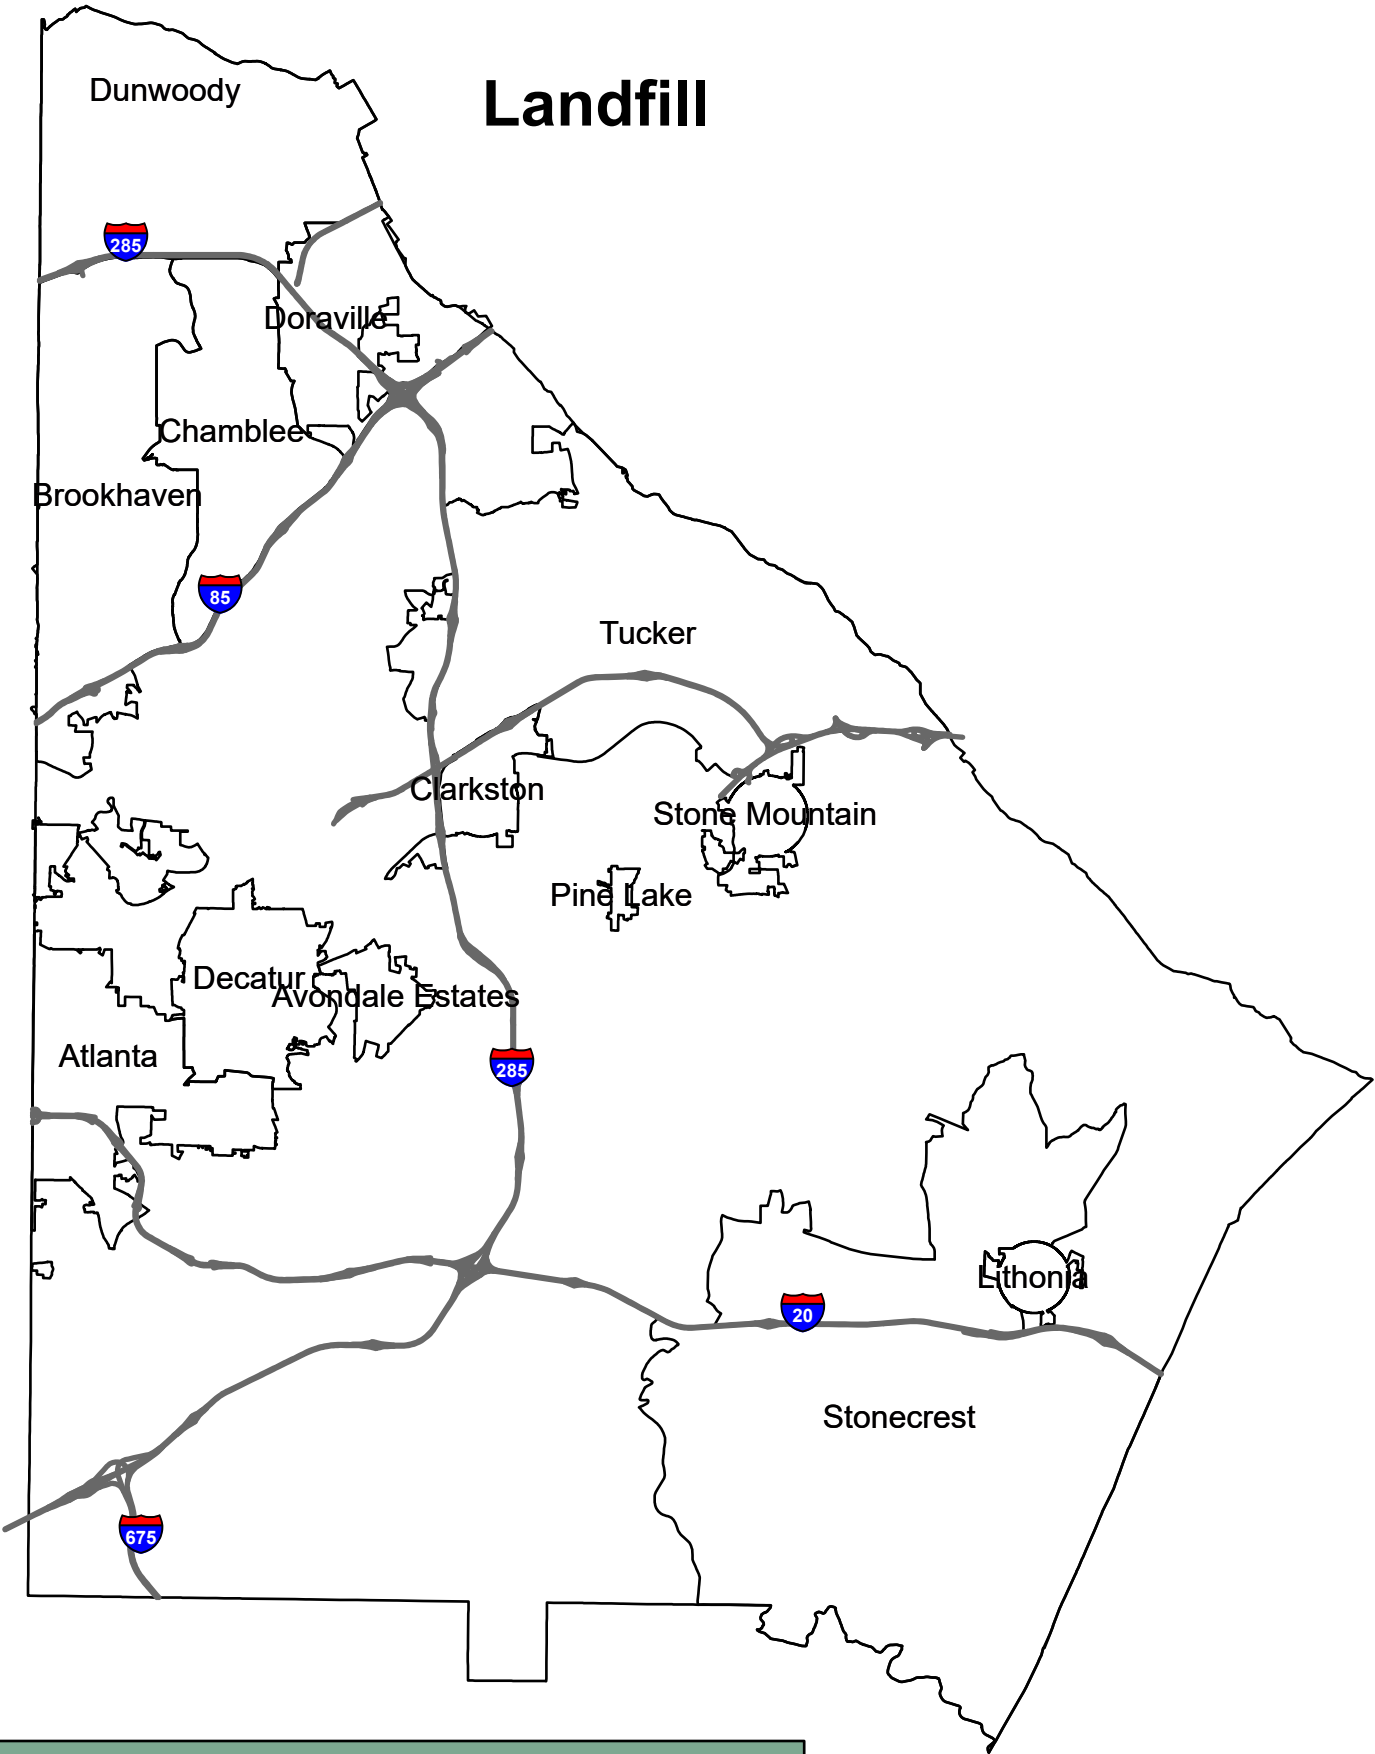 Dunwoody
Landfill
285
Doraville
Chamblee
Brookhaven
85
Tucker
Clarkston
Stone Mountain
Pine Lake
Decatur
Avondale Estates
Atlanta
285
Lithonia
20
Stonecrest
675